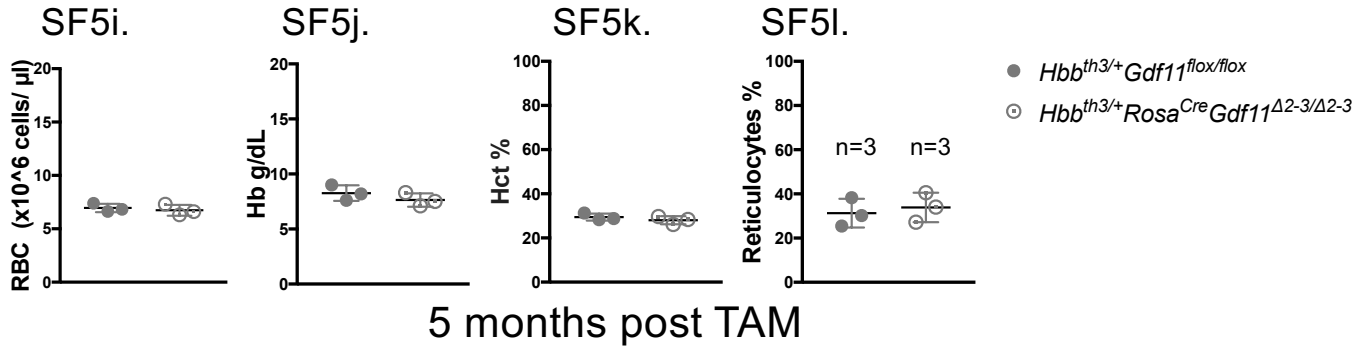 SF5i.
RBC (x10^6 cells/ µl)
20
15
10
5
0
SF5j.
Hb g/dL
20
15
10
5
0
SF5k.
Hct %
100
80
60
40
20
0
SF5l.
Reticulocytes %
100
80
60
40
20
0
n=3 n=3
Hbb^th3/+Gdf11^flox/flox
Hbb^th3/+Rosa^CreGdf11^Δ2-3/Δ2-3
5 months post TAM